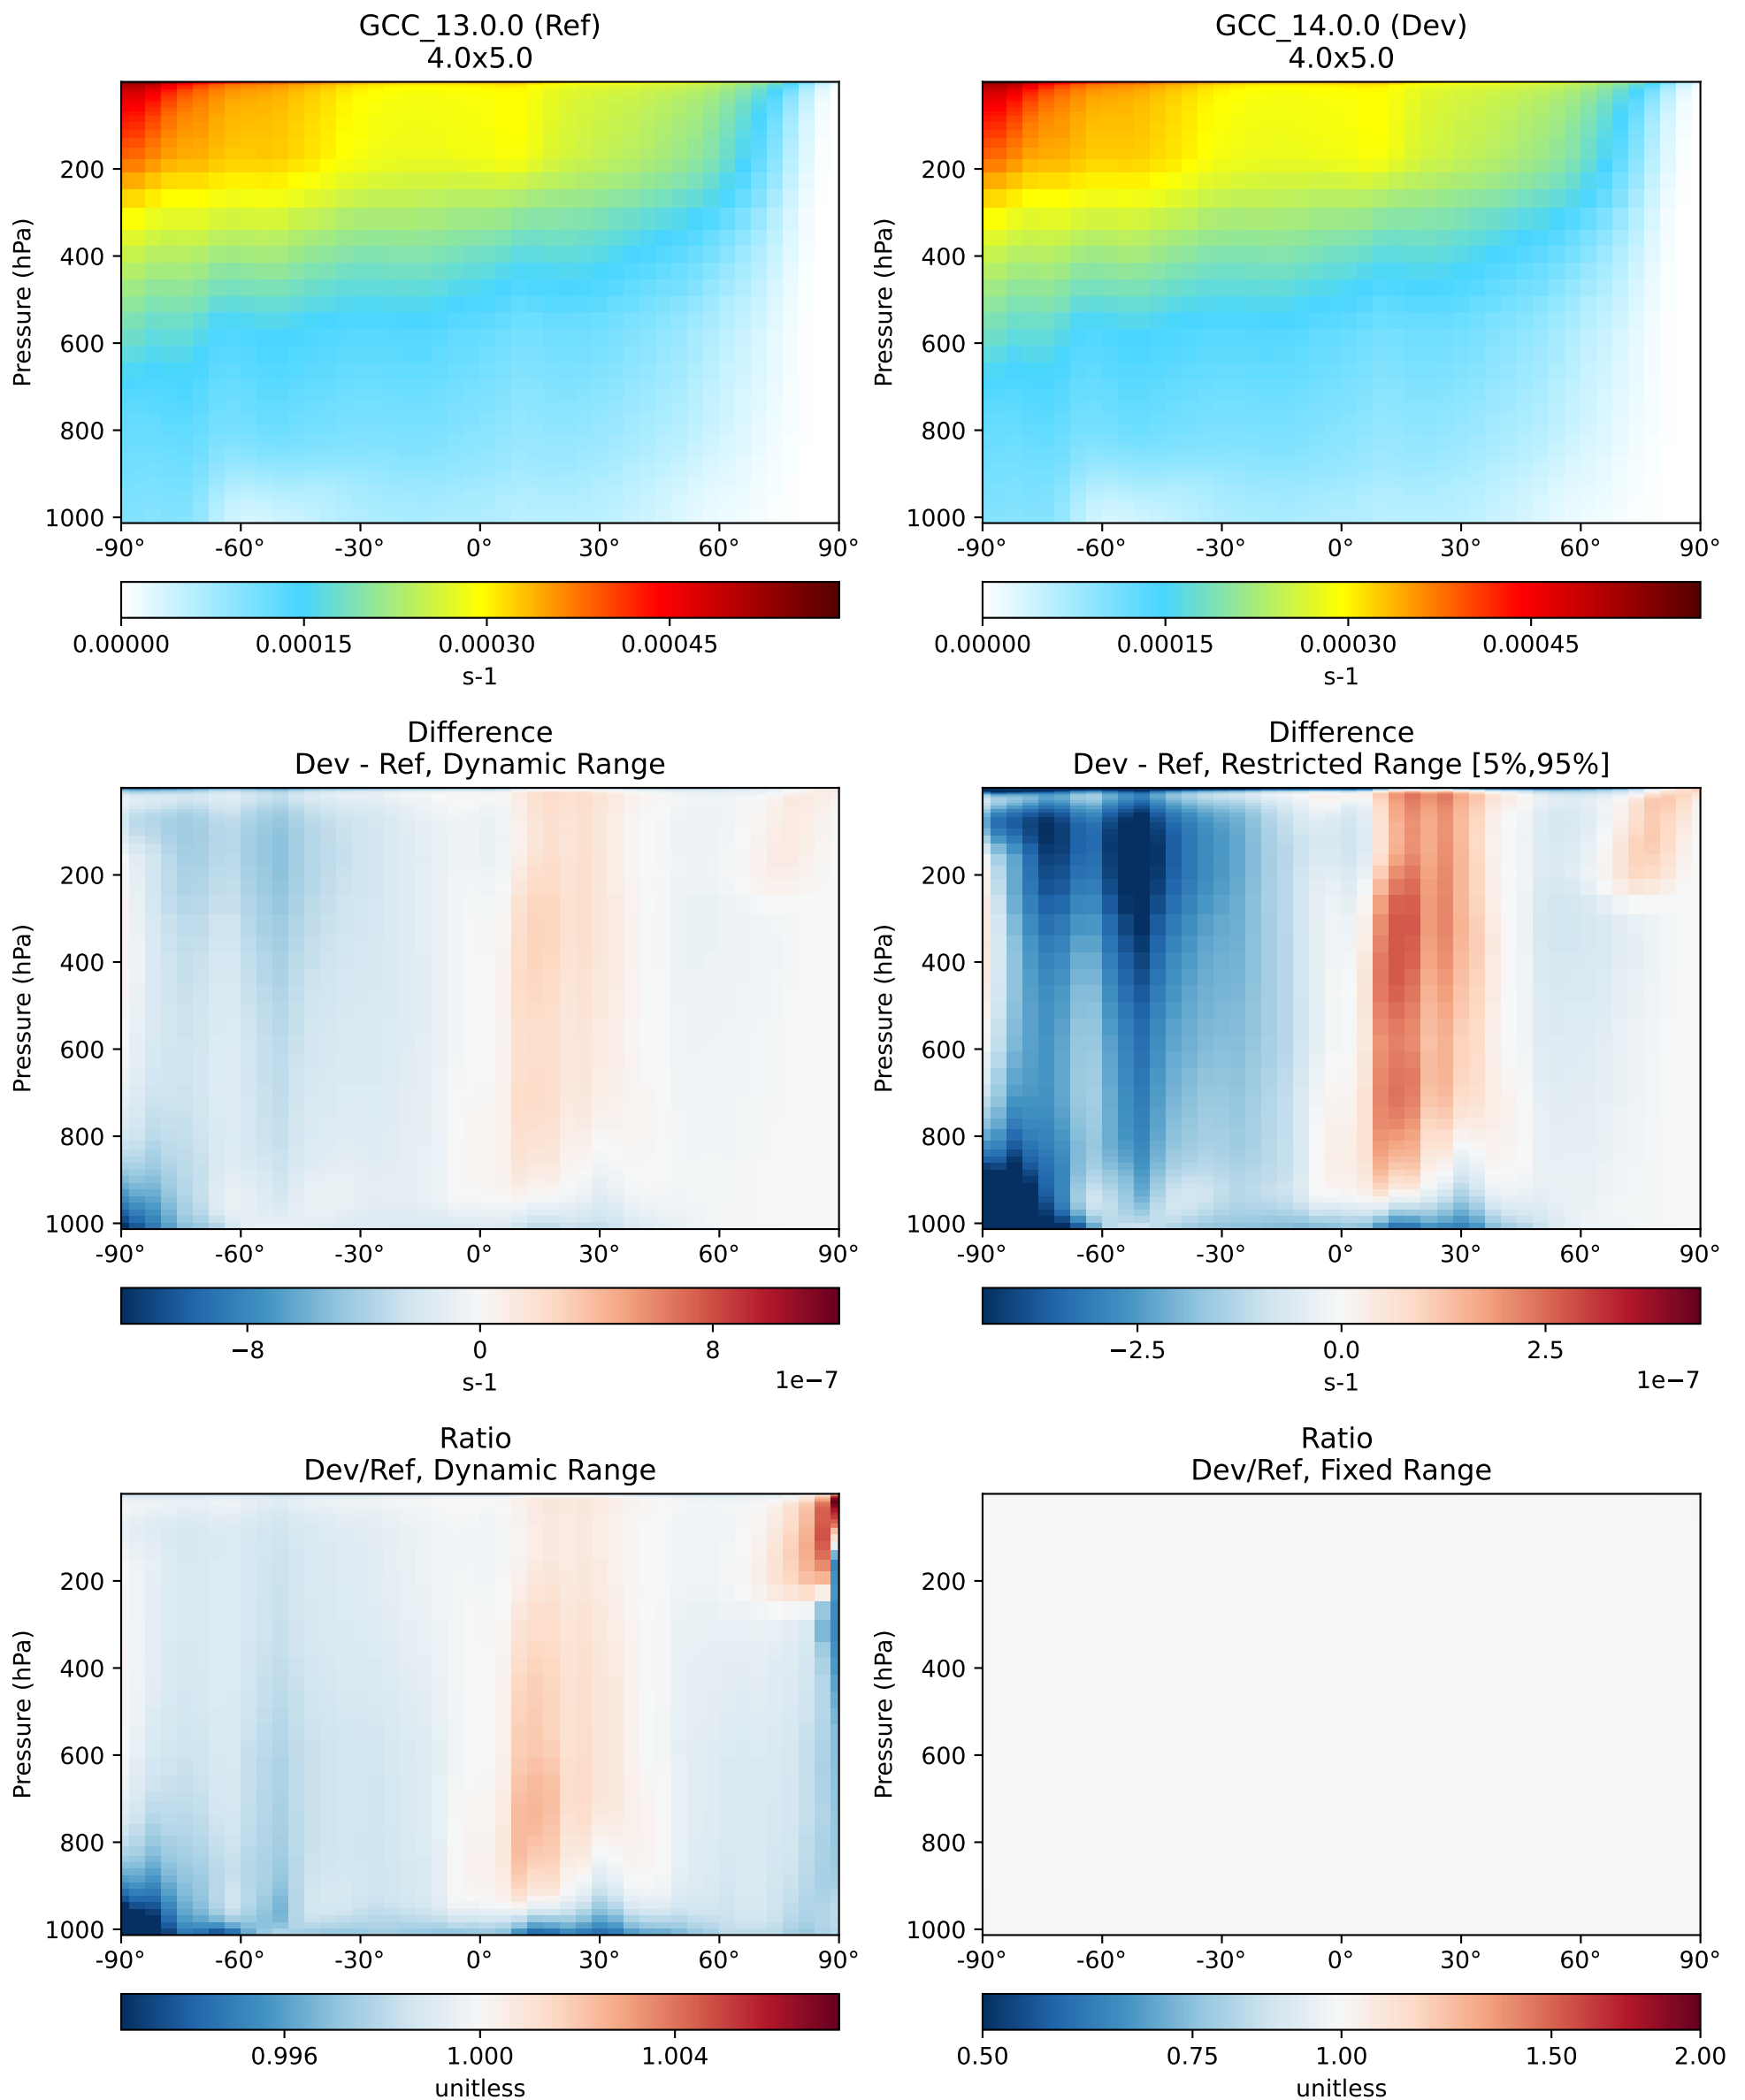 GCC_13.0.0 (Ref)
4.0x5.0
Pressure (hPa)
200
400
600
800
1000
-90° -60° -30° 0° 30° 60° 90°
0.00000 0.00015 0.00030 0.00045
s-1
GCC_14.0.0 (Dev)
4.0x5.0
Pressure (hPa)
200
400
600
800
1000
-90° -60° -30° 0° 30° 60° 90°
0.00000 0.00015 0.00030 0.00045
s-1
Difference
Dev - Ref, Dynamic Range
Pressure (hPa)
200
400
600
800
1000
-90° -60° -30° 0° 30° 60° 90°
−8 0 8
s-1 1e−7
Difference
Dev - Ref, Restricted Range [5%,95%]
Pressure (hPa)
200
400
600
800
1000
-90° -60° -30° 0° 30° 60° 90°
−2.5 0.0 2.5
s-1 1e−7
Ratio
Dev/Ref, Dynamic Range
Pressure (hPa)
200
400
600
800
1000
-90° -60° -30° 0° 30° 60° 90°
0.996 1.000 1.004
unitless
Ratio
Dev/Ref, Fixed Range
Pressure (hPa)
200
400
600
800
1000
-90° -60° -30° 0° 30° 60° 90°
0.50 0.75 1.00 1.50 2.00
unitless